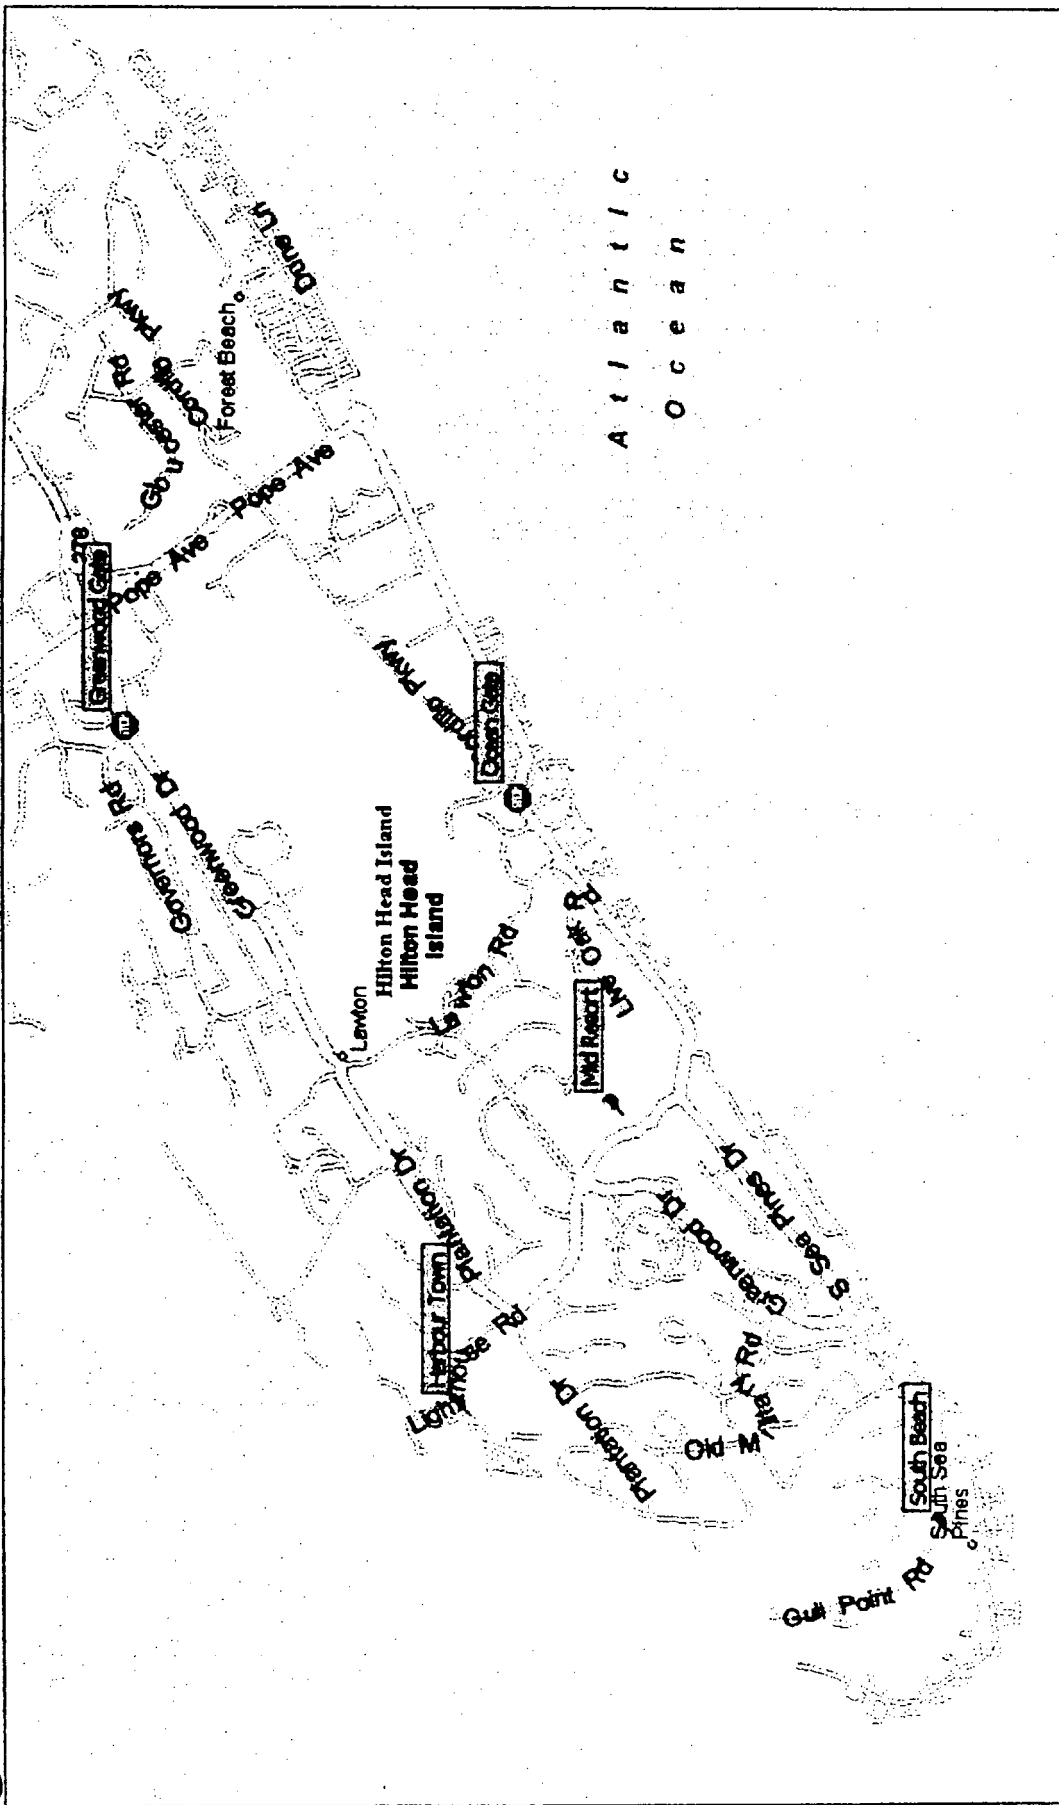 278
Greenwood Gate
Pope Ave
Pope Ave
Gloucester Rd
Cordillo Pkwy
Forest Beach
Dune Ln
Governors Rd
Greenwood Dr
Cordillo Pkwy
Ocean Gate
Atlantic
Ocean
Lawton
Hilton Head Island
Hilton Head
Island
Lawton Rd
Live Oak Rd
Mid Resort
Plantation Dr
Harbour Town
Lighthouse Rd
Plantation Dr
Greenwood Dr
S Sea Pines Dr
Old Military Rd
South Beach
South Sea
Pines
Gull Point Rd